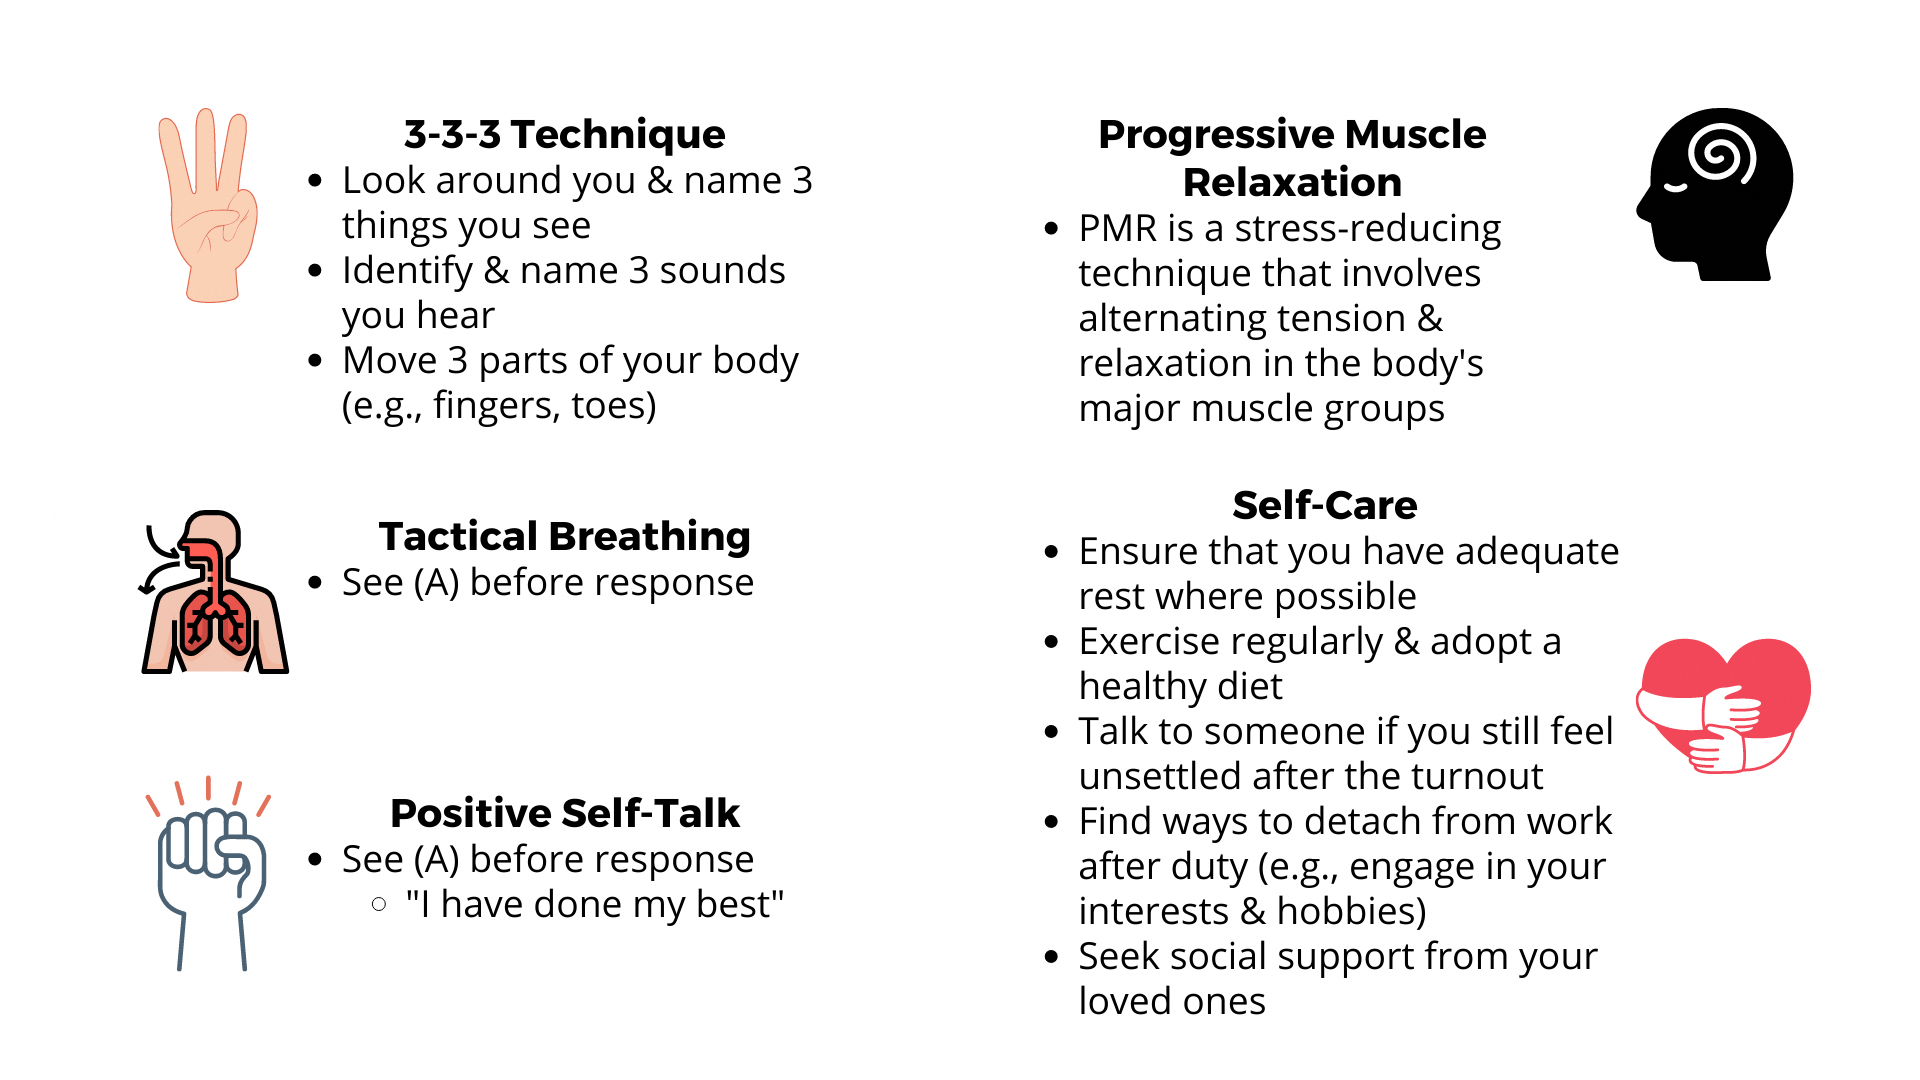 3-3-3 Technique
• Look around you & name 3
things you see
• Identify & name 3 sounds
you hear
• Move 3 parts of your body
(e.g., fingers, toes)
Tactical Breathing
• See (A) before response
Positive Self-Talk
• See (A) before response
○ "I have done my best"
Progressive Muscle
Relaxation
• PMR is a stress-reducing
technique that involves
alternating tension &
relaxation in the body's
major muscle groups
Self-Care
• Ensure that you have adequate
rest where possible
• Exercise regularly & adopt a
healthy diet
• Talk to someone if you still feel
unsettled after the turnout
• Find ways to detach from work
after duty (e.g., engage in your
interests & hobbies)
• Seek social support from your
loved ones